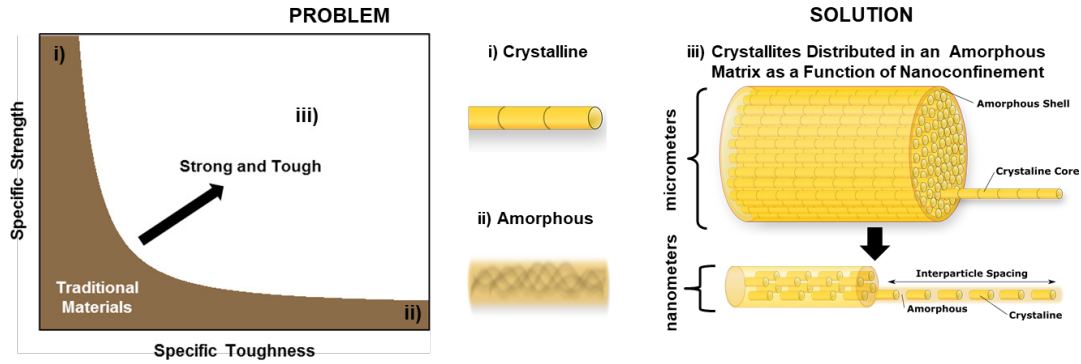 PROBLEM
i)
iii)
Strong and Tough
Traditional
Materials
ii)
Specific Strength
Specific Toughness
i) Crystalline
ii) Amorphous
SOLUTION
iii) Crystallites Distributed in an Amorphous
Matrix as a Function of Nanoconfinement
micrometers
Amorphous Shell
Crystaline Core
nanometers
Interparticle Spacing
Amorphous
Crystaline